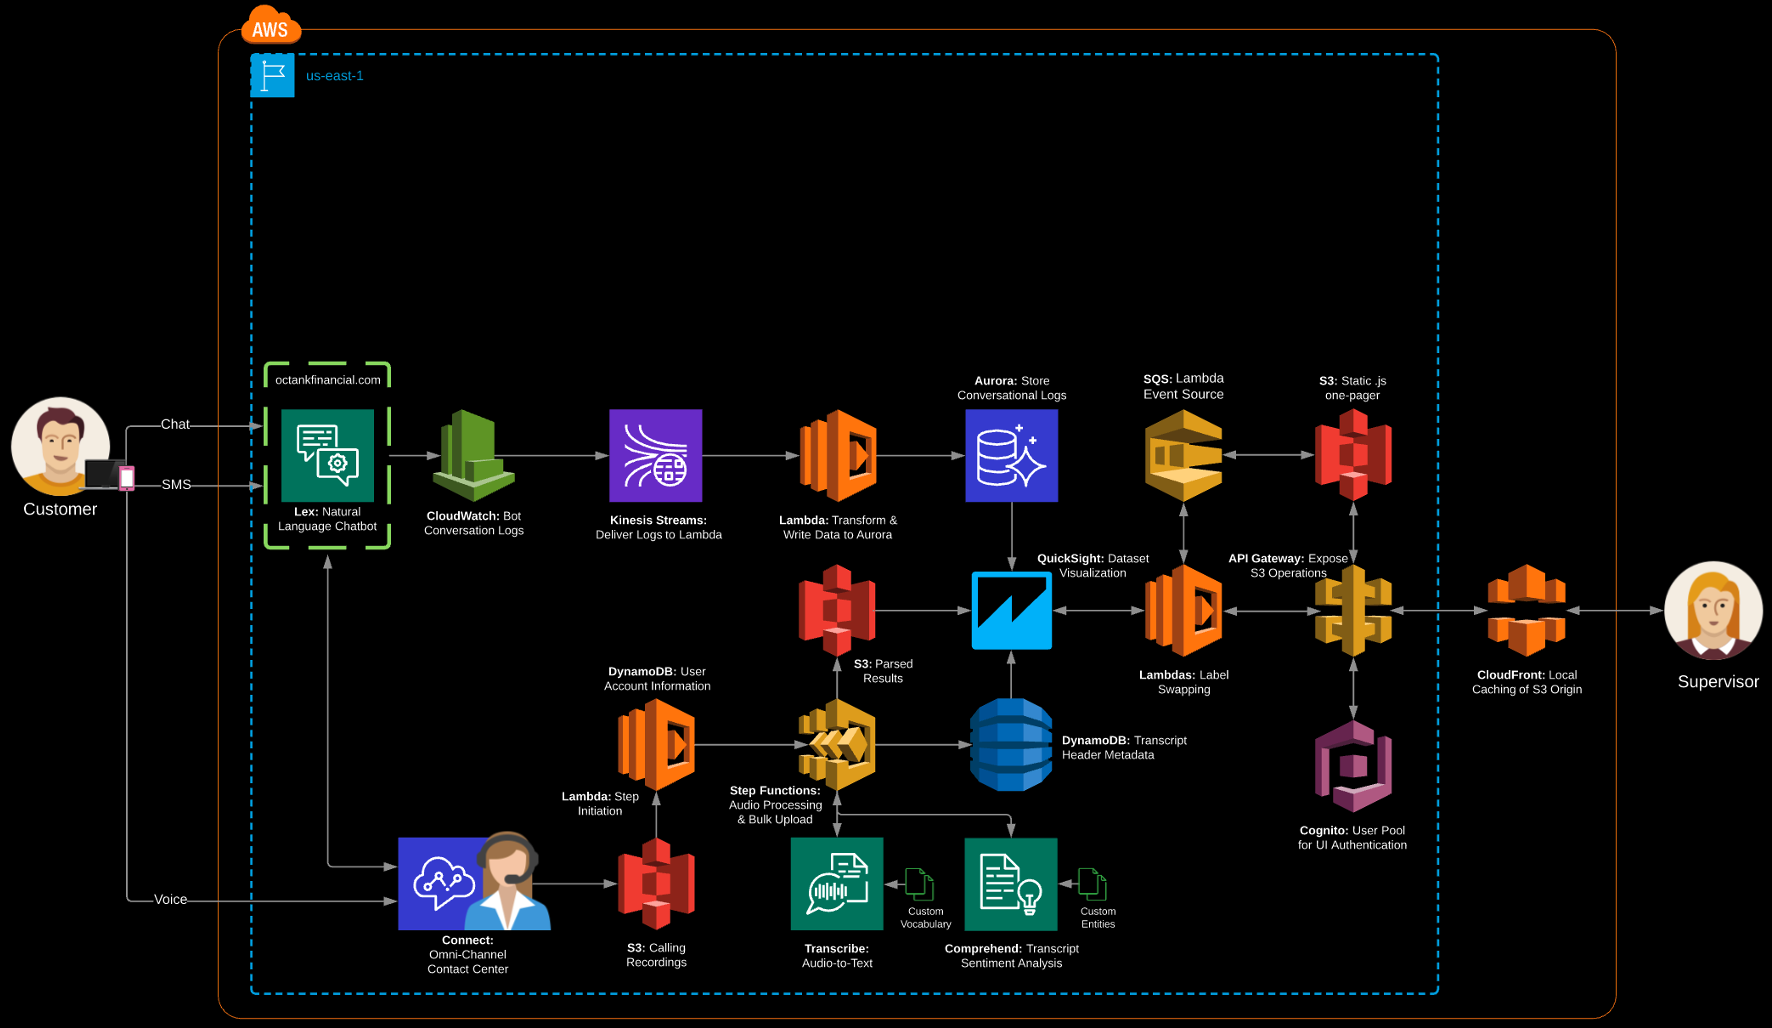 AWS
us-east-1
octankfinancial.com
Chat
SMS
Customer
Lex: Natural
Language Chatbot
CloudWatch: Bot
Conversation Logs
Kinesis Streams:
Deliver Logs to Lambda
Lambda: Transform &
Write Data to Aurora
Aurora: Store
Conversational Logs
SQS: Lambda
Event Source
S3: Static .js
one-pager
QuickSight: Dataset
Visualization
API Gateway: Expose
S3 Operations
S3: Parsed
Results
Lambdas: Label
Swapping
CloudFront: Local
Caching of S3 Origin
Supervisor
DynamoDB: User
Account Information
DynamoDB: Transcript
Header Metadata
Lambda: Step
Initiation
Step Functions:
Audio Processing
& Bulk Upload
Cognito: User Pool
for UI Authentication
Voice
Connect:
Omni-Channel
Contact Center
S3: Calling
Recordings
Transcribe:
Audio-to-Text
Custom
Vocabulary
Comprehend: Transcript
Sentiment Analysis
Custom
Entities